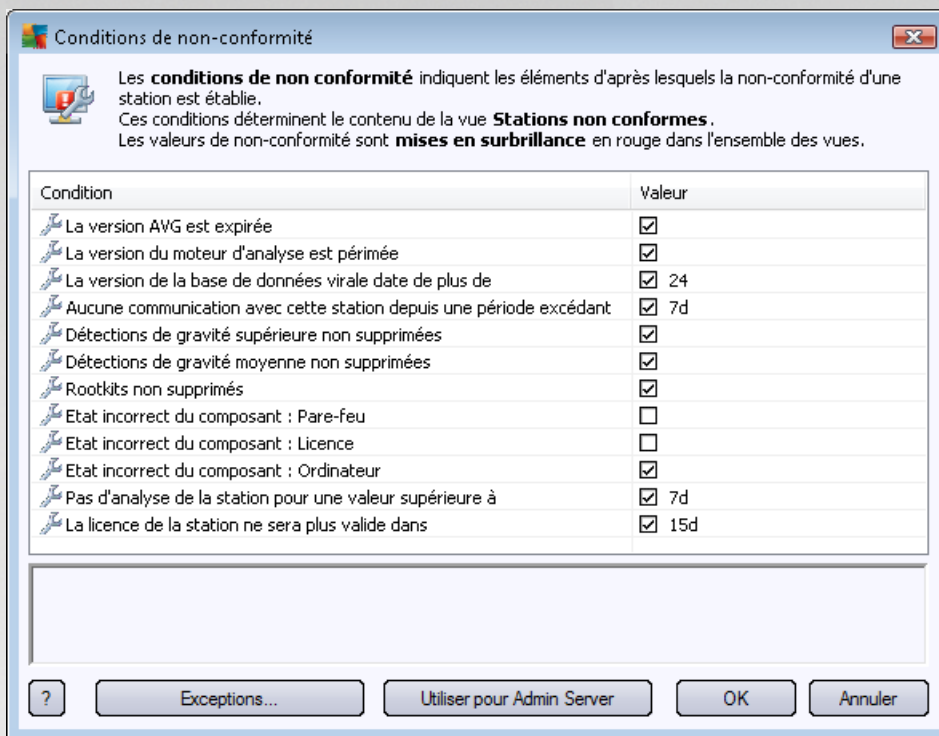 Conditions de non-conformité
Les conditions de non conformité indiquent les éléments d'après lesquels la non-conformité d'une
station est établie.
Ces conditions déterminent le contenu de la vue Stations non conformes.
Les valeurs de non-conformité sont mises en surbrillance en rouge dans l'ensemble des vues.
Condition Valeur
La version AVG est expirée
La version du moteur d'analyse est périmée
La version de la base de données virale date de plus de 24
Aucune communication avec cette station depuis une période excédant 7d
Détections de gravité supérieure non supprimées
Détections de gravité moyenne non supprimées
Rootkits non supprimés
Etat incorrect du composant : Pare-feu
Etat incorrect du composant : Licence
Etat incorrect du composant : Ordinateur
Pas d'analyse de la station pour une valeur supérieure à 7d
La licence de la station ne sera plus valide dans 15d
? Exceptions... Utiliser pour Admin Server OK Annuler